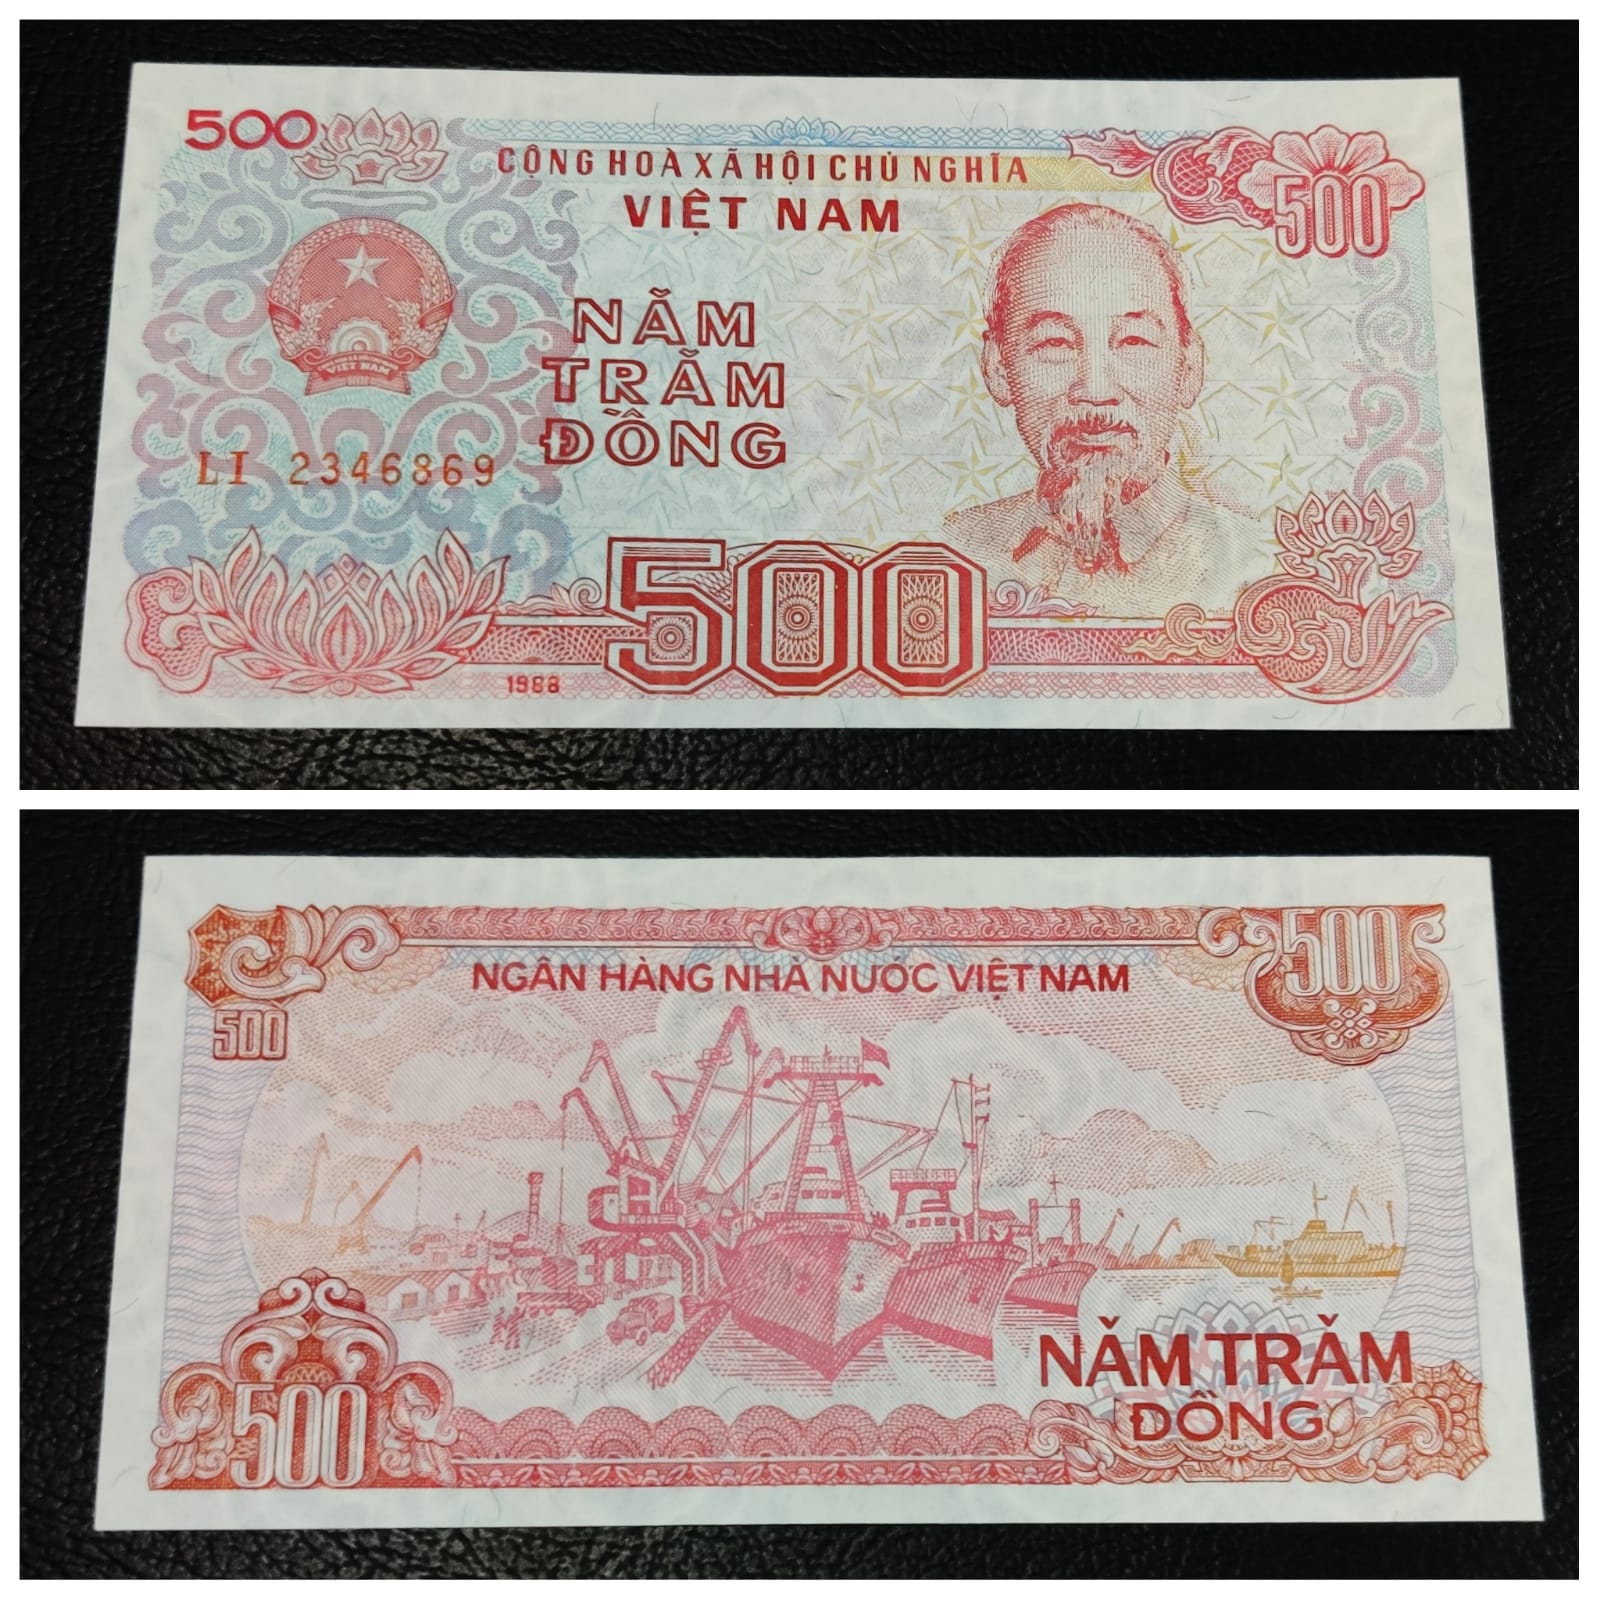 500
CỘNG HOÀ XÃ HỘI CHỦ NGHĨA
VIỆT NAM
500
VIỆT NAM
NĂM
TRĂM
ĐỒNG
LI 2346869
500
1988
NGÂN HÀNG NHÀ NƯỚC VIỆT NAM
500
500
500
NĂM TRĂM
ĐỒNG